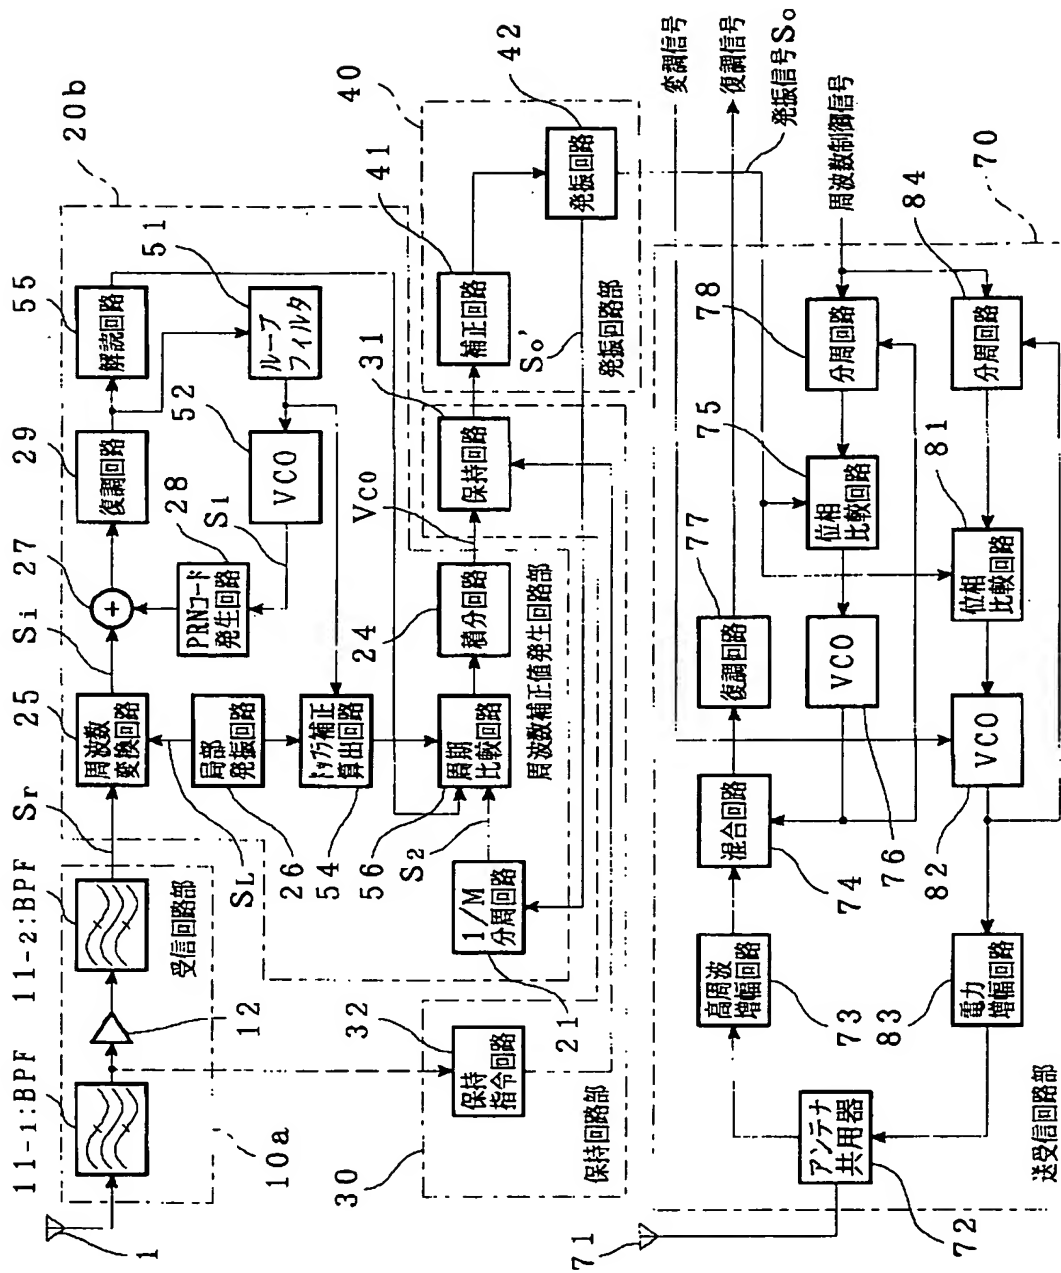 11-1:BPF
11-2:BPF
Sr
25
Si
27
29
55
20b
1
12
受信回路部
10a
周波数
変換回路
復調回路
解読回路
PRNコード
発生回路
28
S1
52
VCO
51
ループ
フィルタ
SL
局部
発振回路
26
ドップラ補正
算出回路
54
周期
比較回路
56
S2
積分回路
24
VCO
1/M
分周回路
21
周波数補正値発生回路部
保持
指令回路
32
30
保持回路部
保持回路
31
補正回路
41
40
発振回路
42
So'
発振回路部
変調信号
復調信号
発振信号So
周波数制御信号
70
71
アンテナ
共用器
72
高周波
増幅回路
73
混合回路
74
復調回路
77
VCO
76
位相
比較回路
75
分周回路
78
電力
増幅回路
83
VCO
82
位相
比較回路
81
分周回路
84
送受信回路部